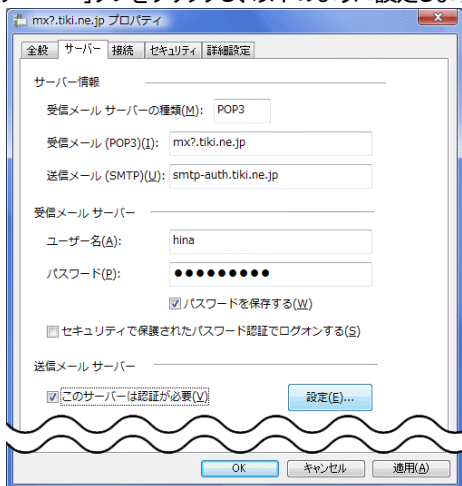 mx?.tiki.ne.jp プロパティ
全般 サーバー 接続 セキュリティ 詳細設定
サーバー情報
受信メール サーバーの種類(M): POP3
受信メール (POP3)(I): mx?.tiki.ne.jp
送信メール (SMTP)(U): smtp-auth.tiki.ne.jp
受信メール サーバー
ユーザー名(A): hina
パスワード(P): ●●●●●●●●●
パスワードを保存する(W)
セキュリティで保護されたパスワード認証でログオンする(S)
送信メール サーバー
このサーバーは認証が必要(V) 設定(E)...
OK キャンセル 適用(A)